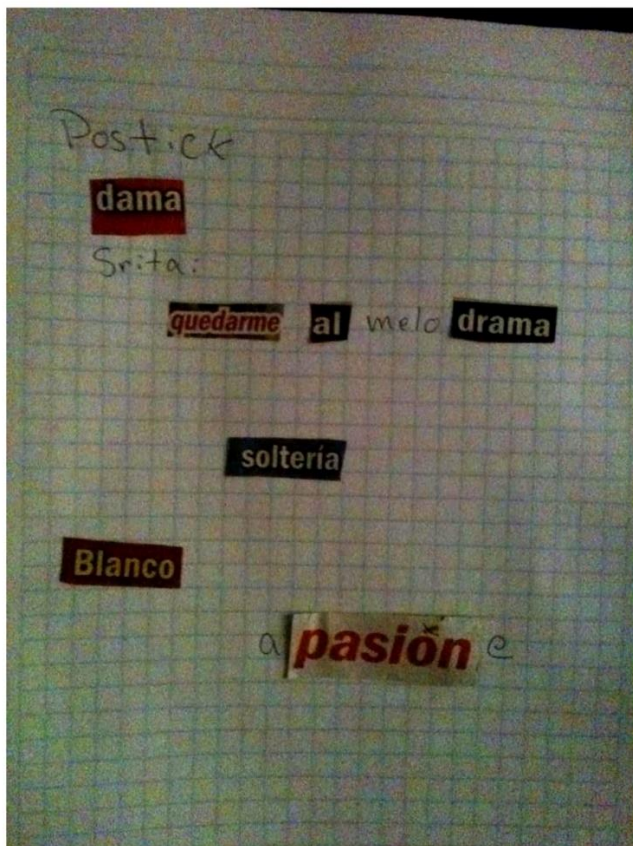 Postick
dama
Srita:
quedarme al melo drama
soltería
Blanco
a pasión e